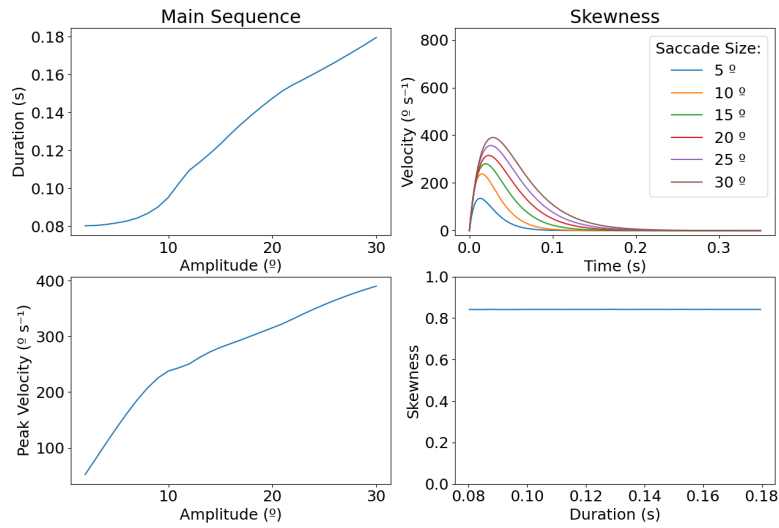 Main Sequence
0.18
0.16
0.14
0.12
0.10
0.08
Duration (s)
10
20
30
Amplitude (º)
Skewness
800
600
400
200
0
Velocity (º s⁻¹)
Saccade Size:
5 º
10 º
15 º
20 º
25 º
30 º
0.0
0.1
0.2
0.3
Time (s)
400
300
200
100
Peak Velocity (º s⁻¹)
10
20
30
Amplitude (º)
1.0
0.8
0.6
0.4
0.2
0.0
Skewness
0.08
0.10
0.12
0.14
0.16
0.18
Duration (s)